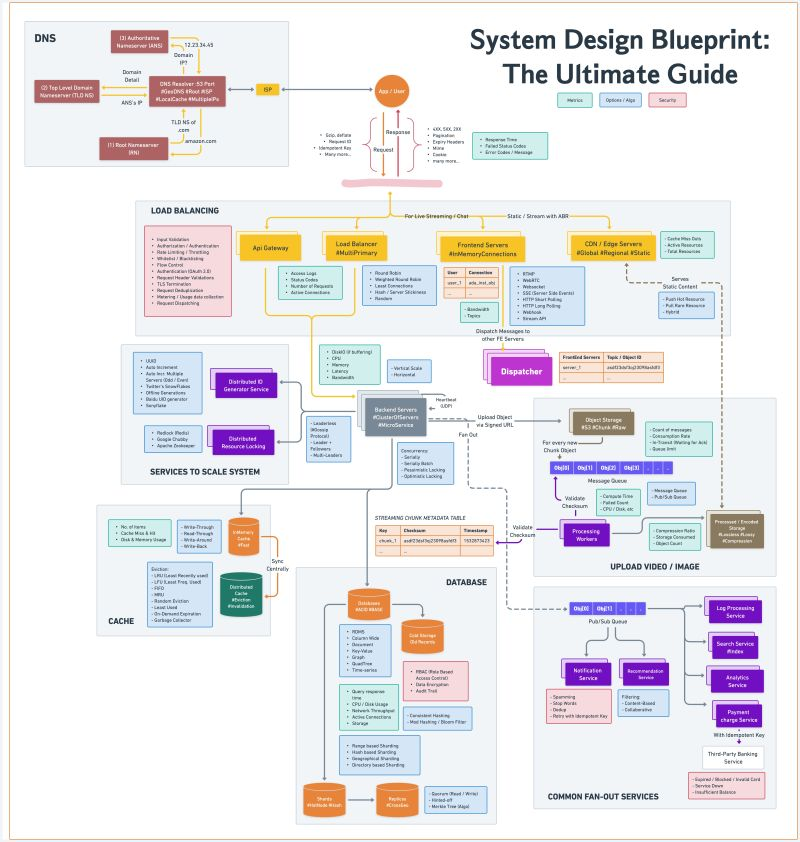 System Design Blueprint:
The Ultimate Guide
Metrics
Options / Algo
Security
DNS
(3) Authoritative
Nameserver (ANS)
12.23.34.45
Domain
IP?
Domain
Detail
(2) Top Level Domain
Nameserver (TLD NS)
ANS's IP
DNS Resolver :53 Port
#GeoDNS #Root #ISP
#LocalCache #MultipleIPs
TLD NS of
.com
amazon.com
(1) Root Nameserver
(RN)
ISP
App / User
Gzip, deflate
Request ID
Idempotent Key
Many more...
Request
Response
4XX, 5XX, 2XX
Pagination
Expiry Headers
Mime
Cookie
many more...
Response Time
Failed Status Codes
Error Codes / Message
LOAD BALANCING
For Live Streaming / Chat
Static / Stream with ABR
Input Validation
Authorization / Authentication
Rate Limiting / Throttling
Whitelist / Blacklisting
Flow Control
Authentication (OAuth 2.0)
Request Header Validations
TLS Termination
Request Deduplication
Metering / Usage data collection
Request Dispatching
Api Gateway
Load Balancer
#MultiPrimary
Frontend Servers
#InMemoryConnections
CDN / Edge Servers
#Global #Regional #Static
- Cache Miss Outs
- Active Resources
- Total Resources
Access Logs
Status Codes
Number of Requests
Active Connections
Round Robin
Weighted Round Robin
Least Connections
Hash / Server Stickiness
Random
User Connection
user_1
... ...
- Bandwidth
- Topics
RTMP
WebRTC
Websocket
SSE (Server Side Events)
HTTP Short Polling
HTTP Long Polling
Webhook
Stream API
Serves
Static Content
- Push Hot Resource
- Pull Rare Resource
- Hybrid
Dispatch Messages to
other FE Servers
Dispatcher
FrontEnd Servers Topic / Object ID
server_1
... ...
DiskIO (If buffering)
CPU
Memory
Latency
Bandwidth
- Vertical Scale
- Horizontal
UUID
Auto Increment
Auto Incr. Multiple
Servers (Odd / Even)
Twitter's Snowflakes
Offline Generations
Baidu UID generator
Sonyflake
Distributed ID
Generator Service
Redlock (Redis)
Google Chubby
Apache Zookeeper
Distributed
Resource Locking
SERVICES TO SCALE SYSTEM
Backend Servers
#ClusterOfServers
#MicroService
Heartbeat
(UDP)
- Leaderless
(#Gossip
Protocol)
- Leader +
Followers
- Multi-Leaders
Concurrency:
- Serially
- Serially Batch
- Pessimistic Locking
- Optimistic Locking
Upload Object
via Signed URL
Fan Out
Object Storage
#S3 #Chunk #Raw
For every new
Chunk Object
- Count of messages
- Consumption Rate
- In-Transit (Waiting for Ack)
- Queue limit
Obj[0] Obj[1] Obj[2] Obj[3] . . .
Message Queue
Validate
Checksum
- Compute Time
- Failed Count
- CPU / Disk, etc
- Message Queue
- Pub/Sub Queue
Processing
Workers
- Compression Ratio
- Storage Consumed
- Object Count
Processed / Encoded
Storage
#Lossless #Lossy
#Compression
UPLOAD VIDEO / IMAGE
STREAMING CHUNK METADATA TABLE
Key Checksum Timestamp
chunk_1 1532873423
... ...
Validate
Checksum
No. of Items
Cache Miss & Hit
Disk & Memory Usage
- Write-Through
- Read-Through
- Write-Around
- Write-Back
InMemory
Cache
#Fast
Sync
Centrally
Eviction:
LRU (Least Recently used)
LFU (Least Freq. Used)
FIFO
MRU
Random Eviction
Least Used
On-Demand Expiration
Garbage Collector
Distributed
Cache
#Eviction
#Invalidation
CACHE
DATABASE
Databases
#ACID #BASE
Cold Storage
Old Records
RDMS
Column Wide
Document
Key-Value
Graph
QuadTree
Time-series
RBAC (Role Based
Access Control)
Data Encryption
Audit Trail
Query response
time
CPU / Disk Usage
Network Throughput
Active Connections
Storage
- Consistent Hashing
- Mod Hashing / Bloom Filter
Range based Sharding
Hash based Sharding
Geographical Sharding
Directory based Sharding
Shards
#HotNode #Hash
Replicas
#CrossGeo
- Quorum (Read / Write)
- Hinted-off
- Merkle Tree (Algo)
Obj[0] Obj[1] . . .
Pub/Sub Queue
Log Processing
Service
Search Service
#Index
Analytics
Service
Payment
charge Service
Notification
Service
Recommendation
Service
- Spamming
- Stop Words
- Dedup
- Retry with Idempotent Key
Filtering:
- Content-Based
- Collaborative
With Idempotent Key
Third-Party Banking
Service
- Expired / Blocked / Invalid Card
- Service Down
- Insufficient Balance
COMMON FAN-OUT SERVICES